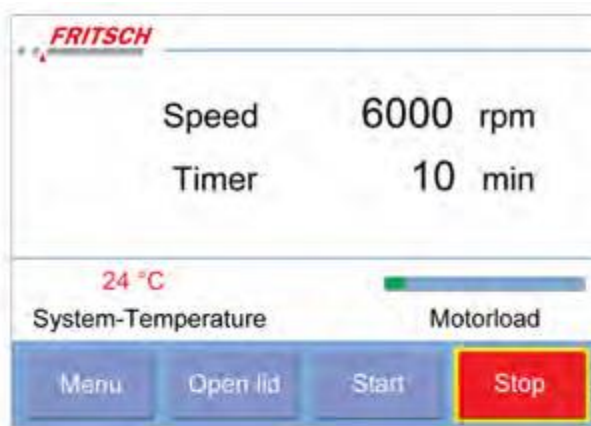 FRITSCH
Speed 6000 rpm
Timer 10 min
24 °C
System-Temperature
Motorload
Menu
Open lid
Start
Stop